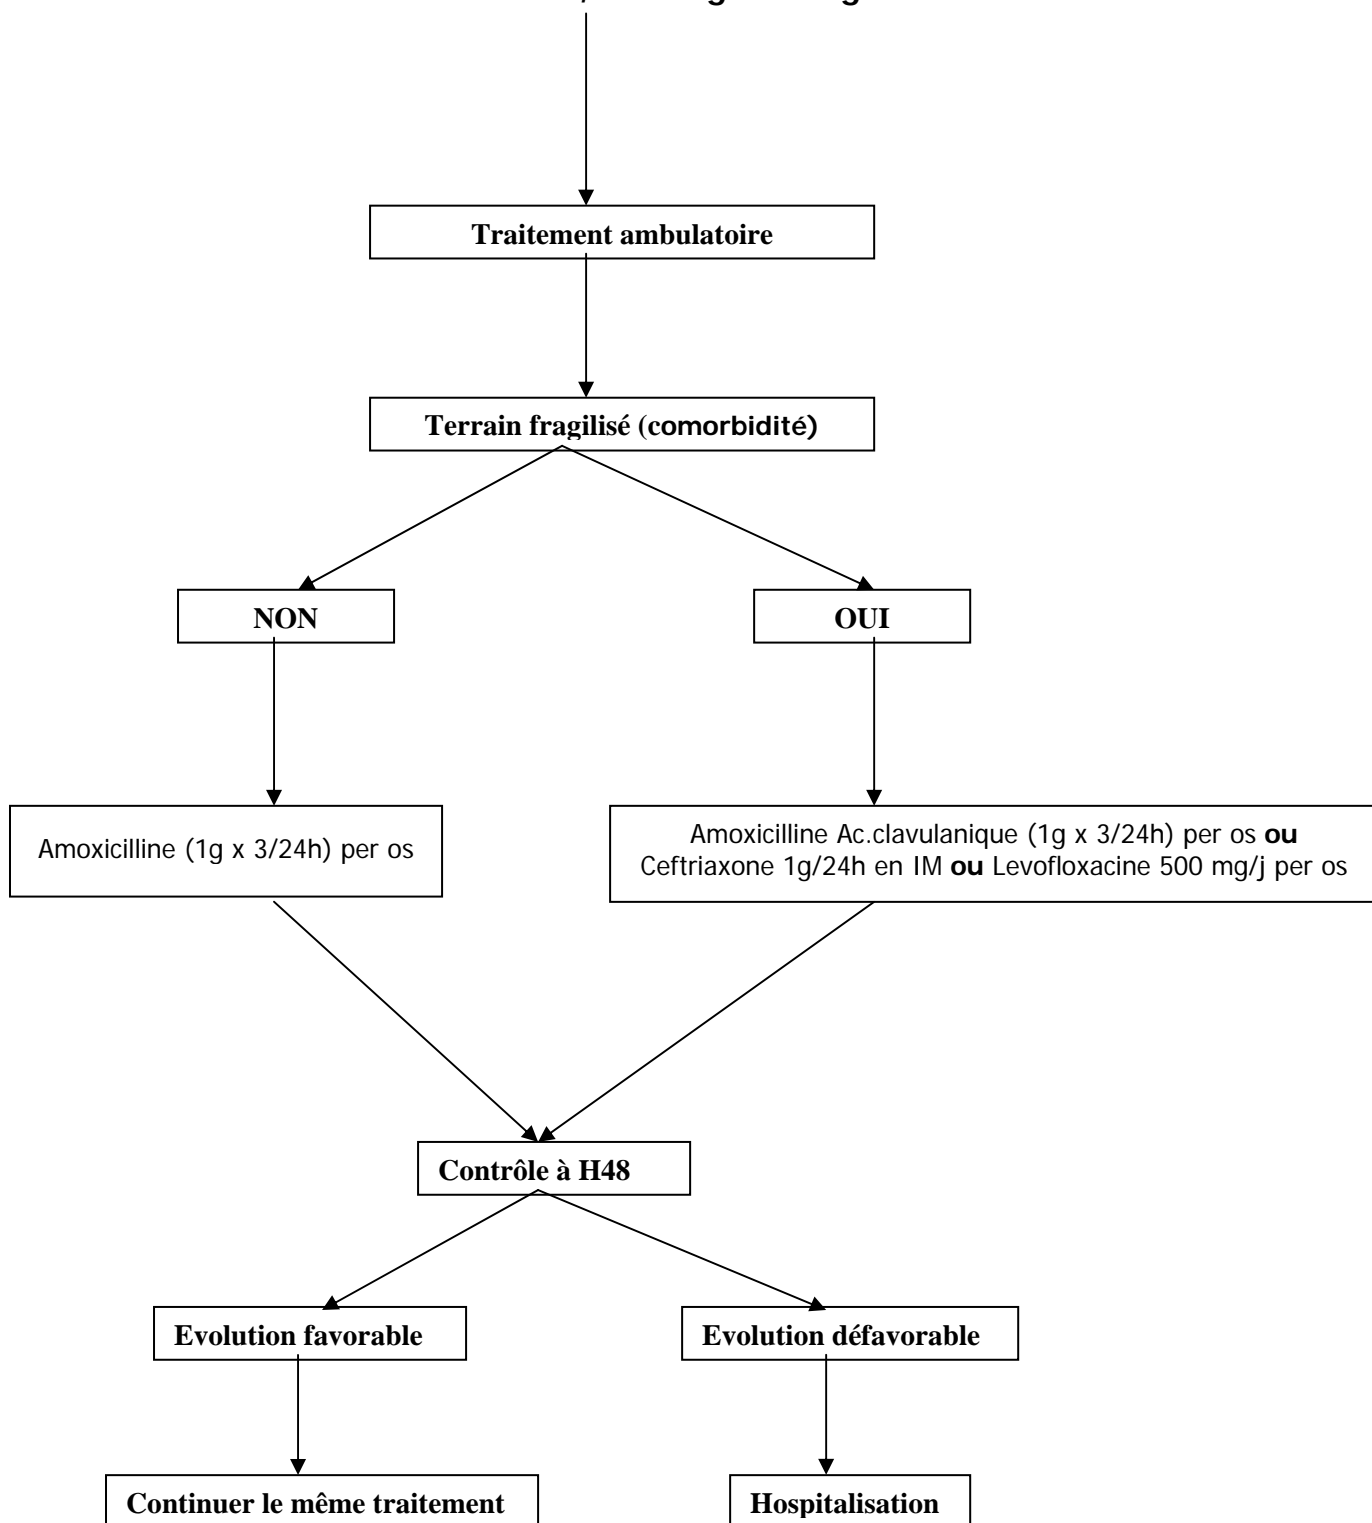 Traitement ambulatoire
Terrain fragilisé (comorbidité)
NON
OUI
Amoxicilline (1g x 3/24h) per os
Amoxicilline Ac.clavulanique (1g x 3/24h) per os ou
Ceftriaxone 1g/24h en IM ou Levofloxacine 500 mg/j per os
Contrôle à H48
Evolution favorable
Evolution défavorable
Continuer le même traitement
Hospitalisation